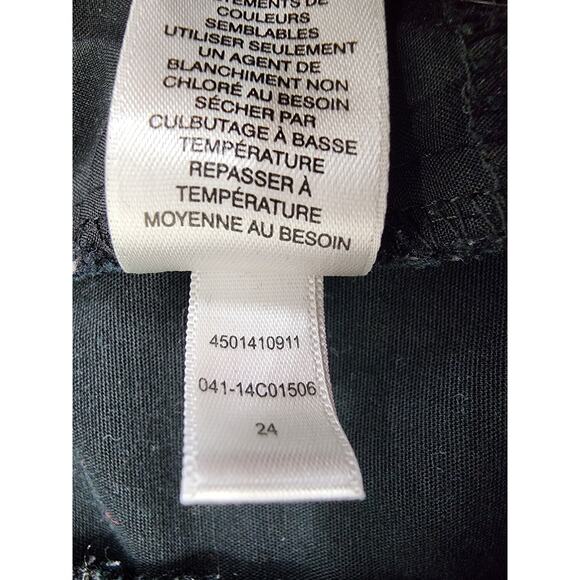 COULEURS
SEMBLABLES
UTILISER SEULEMENT
UN AGENT DE
BLANCHIMENT NON
CHLORÉ AU BESOIN
SÉCHER PAR
CULBUTAGE À BASSE
TEMPÉRATURE
REPASSER À
TEMPÉRATURE
MOYENNE AU BESOIN
4501410911
041-14C01506
24